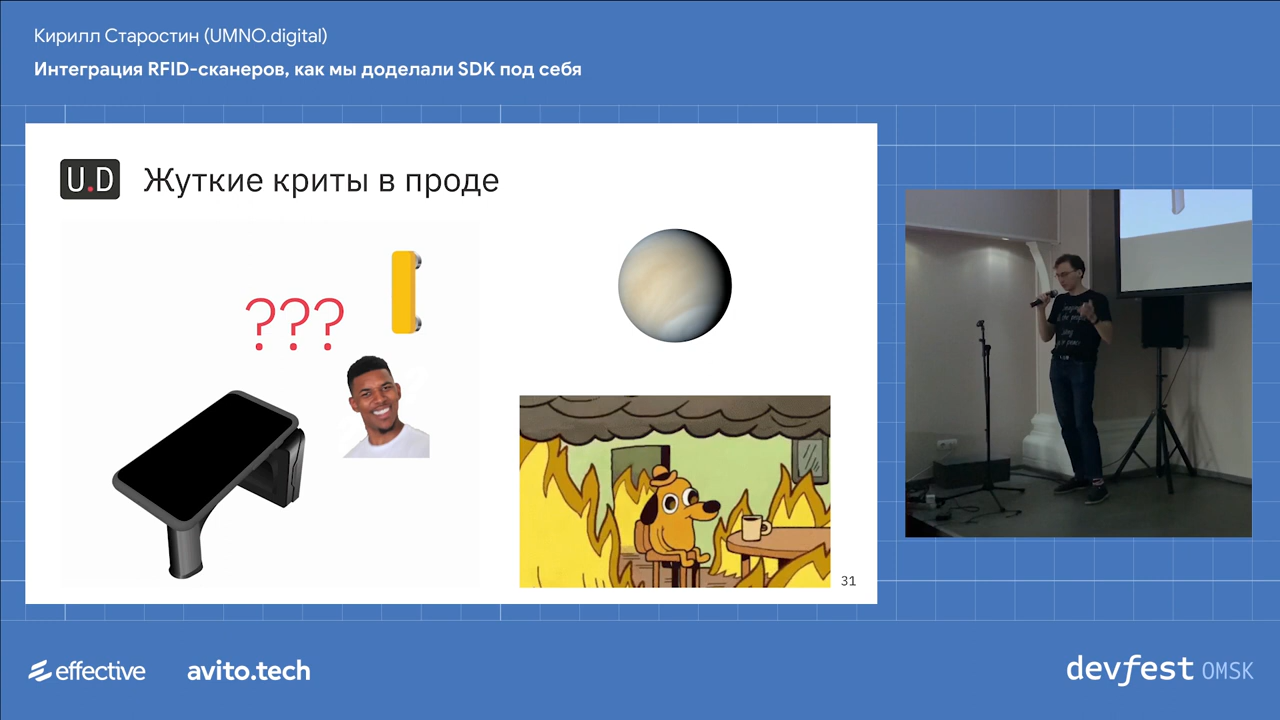 Кирилл Старостин (UMNO.digital)
Интеграция RFID-сканеров, как мы доделали SDK под себя
U.D Жуткие криты в проде
???
31
effective
avito.tech
devfest OMSK